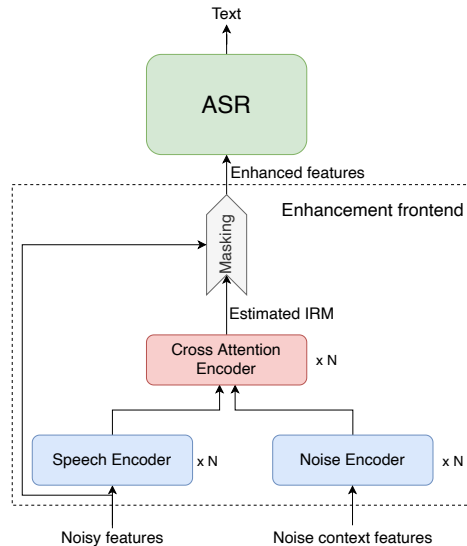 Text
ASR
Enhanced features
Enhancement frontend
Masking
Estimated IRM
Cross Attention
Encoder
x N
Speech Encoder
x N
Noise Encoder
x N
Noisy features
Noise context features